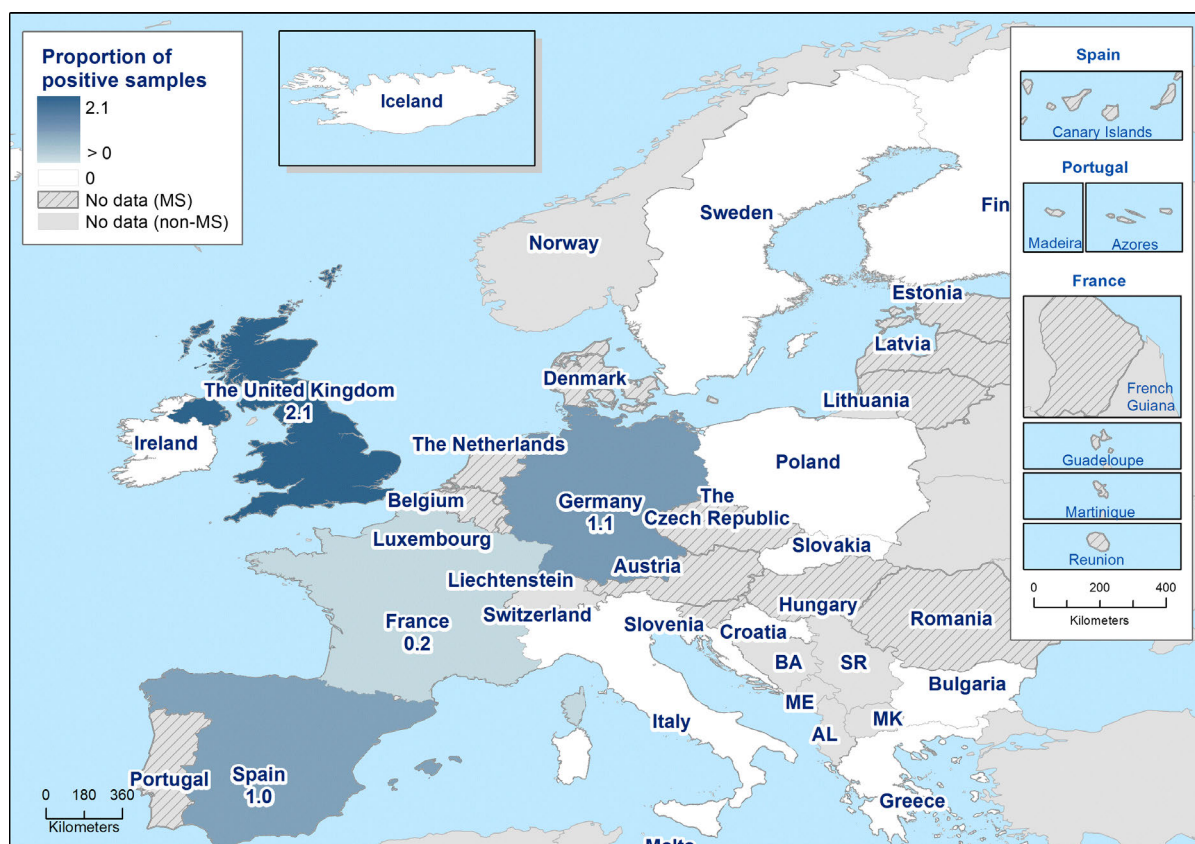 Proportion of
positive samples
2.1
> 0
0
No data (MS)
No data (non-MS)
Iceland
Norway
Sweden
Fin
Estonia
Latvia
Lithuania
Denmark
The United Kingdom
2.1
Ireland
The Netherlands
Belgium
Luxembourg
Germany
1.1
Poland
The
Czech Republic
Slovakia
Austria
Liechtenstein
Switzerland
France
0.2
Slovenia
Hungary
Croatia
Romania
BA
SR
ME
MK
AL
Bulgaria
Italy
Greece
Portugal
Spain
1.0
Malta
0 180 360
Kilometers
Spain
Canary Islands
Portugal
Madeira
Azores
France
French
Guiana
Guadeloupe
Martinique
Reunion
0 200 400
Kilometers